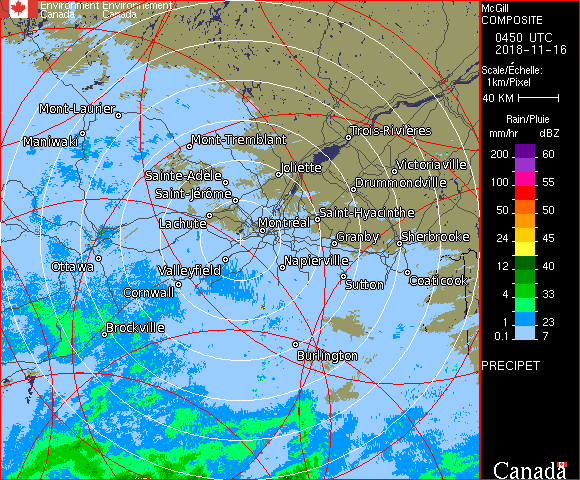 Environment Environnement
Canada Canada
McGill
COMPOSITE
0450 UTC
2018-11-16
Scale/Échelle:
1km/Pixel
40 KM
Rain/Pluie
mm/hr dBZ
200 60
100 55
50 50
24 45
12 40
4 33
1 23
0.1 7
PRECIPET
Canada
Mont-Laurier
Maniwaki
Mont-Tremblant
Trois-Rivières
Sainte-Adèle
Joliette
Victoriaville
Saint-Jérôme
Drummondville
Lachute
Montréal
Saint-Hyacinthe
Granby
Sherbrooke
Ottawa
Valleyfield
Napierville
Cornwall
Sutton
Coaticook
Brockville
Burlington